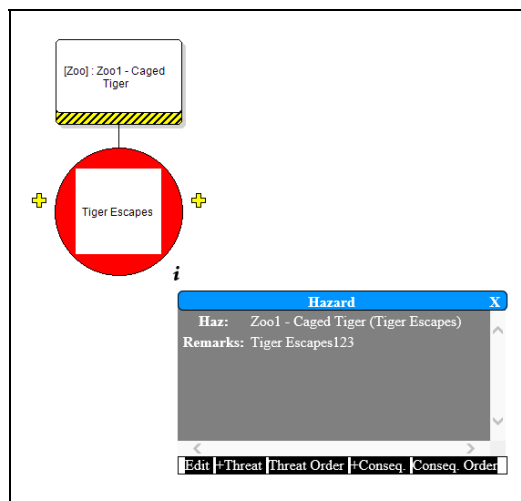 [Zoo] : Zoo1 - Caged
Tiger
Tiger Escapes
i
Hazard X
Haz: Zoo1 - Caged Tiger (Tiger Escapes)
Remarks: Tiger Escapes123
Edit +Threat Threat Order +Conseq. Conseq. Order